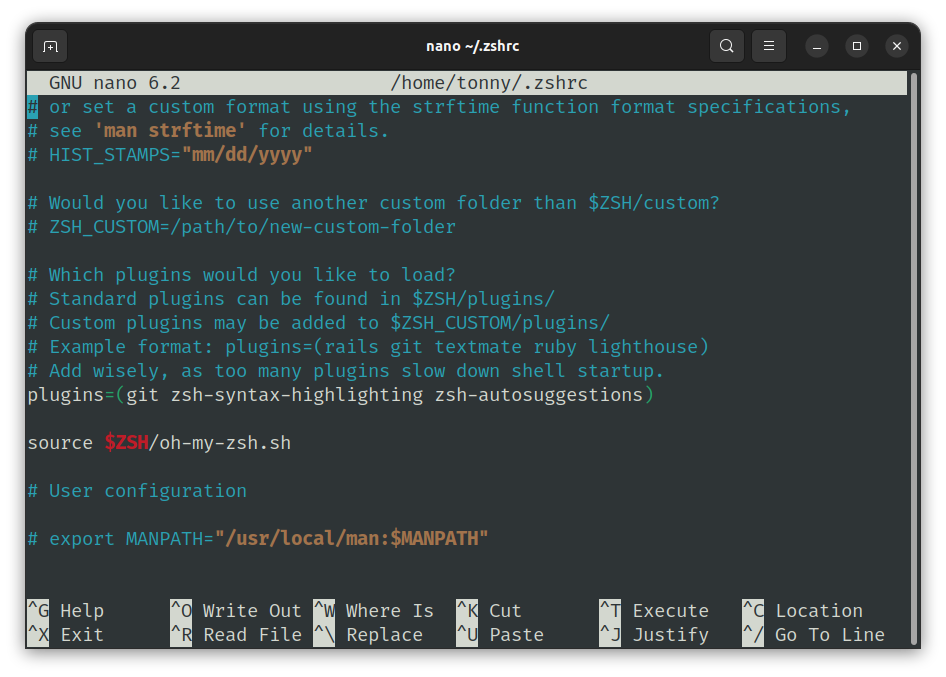 nano ~/.zshrc
GNU nano 6.2 /home/tonny/.zshrc
# or set a custom format using the strftime function format specifications,
# see 'man strftime' for details.
# HIST_STAMPS="mm/dd/yyyy"
# Would you like to use another custom folder than $ZSH/custom?
# ZSH_CUSTOM=/path/to/new-custom-folder
# Which plugins would you like to load?
# Standard plugins can be found in $ZSH/plugins/
# Custom plugins may be added to $ZSH_CUSTOM/plugins/
# Example format: plugins=(rails git textmate ruby lighthouse)
# Add wisely, as too many plugins slow down shell startup.
plugins=(git zsh-syntax-highlighting zsh-autosuggestions)
source $ZSH/oh-my-zsh.sh
# User configuration
# export MANPATH="/usr/local/man:$MANPATH"
^G Help ^O Write Out ^W Where Is ^K Cut ^T Execute ^C Location
^X Exit ^R Read File ^\ Replace ^U Paste ^J Justify ^/ Go To Line